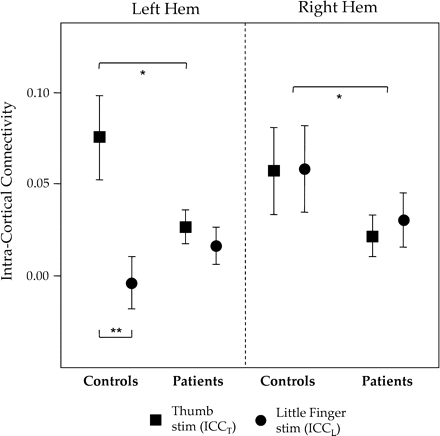 Left Hem
Right Hem
Intra-Cortical Connectivity
0.10
0.05
0.00
*
*
**
Controls
Patients
Controls
Patients
Thumb
stim (ICC_T)
Little Finger
stim (ICC_L)